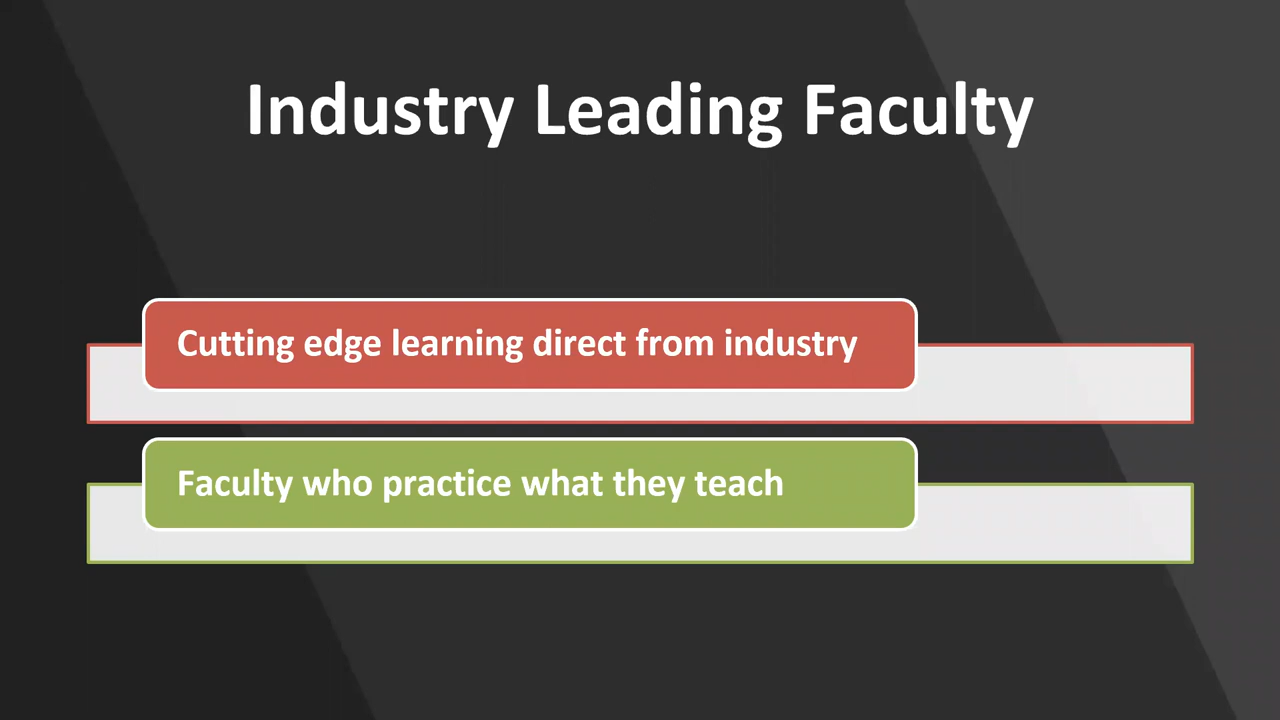 Industry Leading Faculty
Cutting edge learning direct from industry
Faculty who practice what they teach